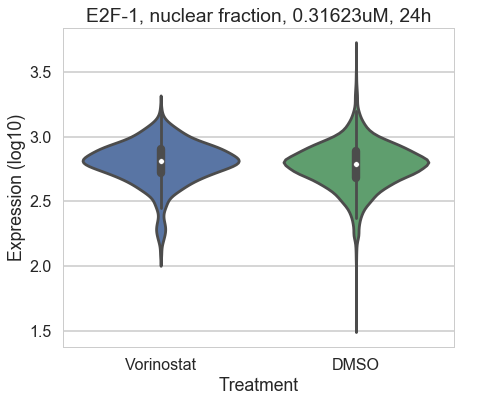 E2F-1, nuclear fraction, 0.31623uM, 24h
Expression (log10)
3.5
3.0
2.5
2.0
1.5
Vorinostat DMSO
Treatment